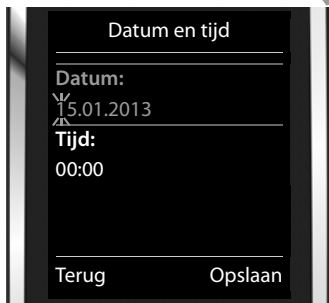 Datum en tijd
Datum:
15.01.2013
Tijd:
00:00
Terug Opslaan